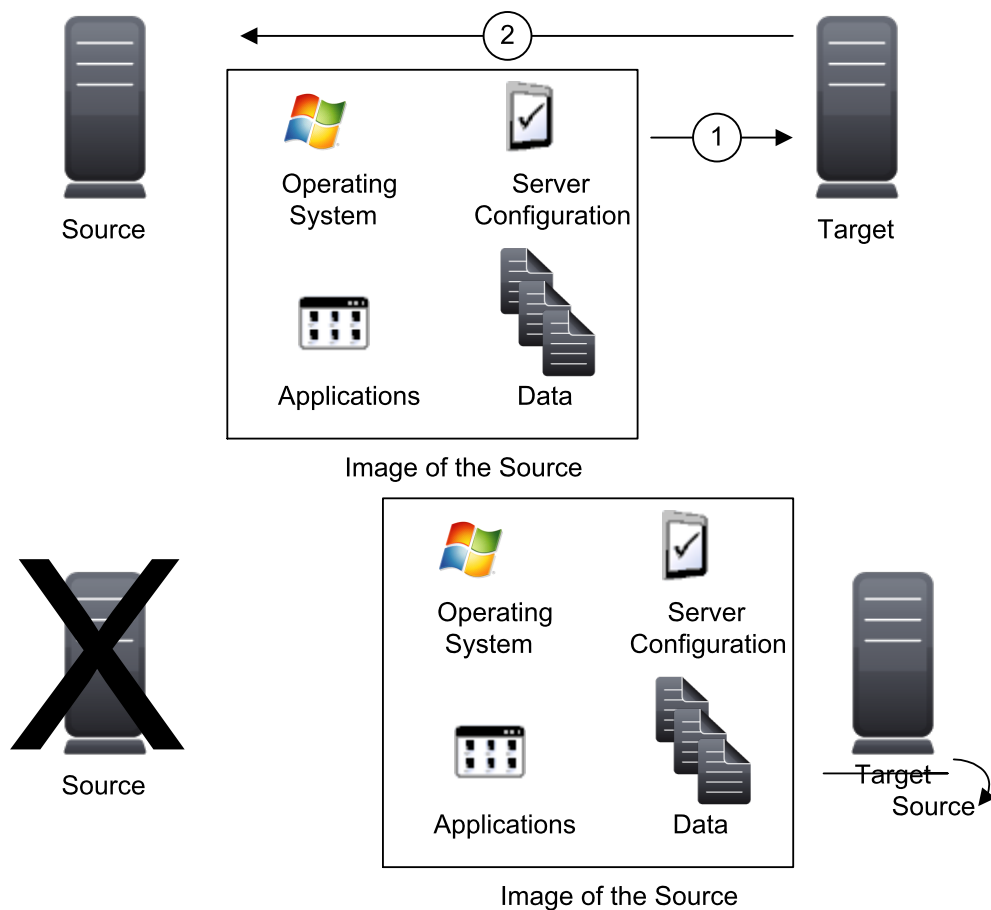 2
1
Operating
System
Server
Configuration
Source
Target
Applications
Data
Image of the Source
Operating
System
Server
Configuration
Source
Target
Source
Applications
Data
Image of the Source